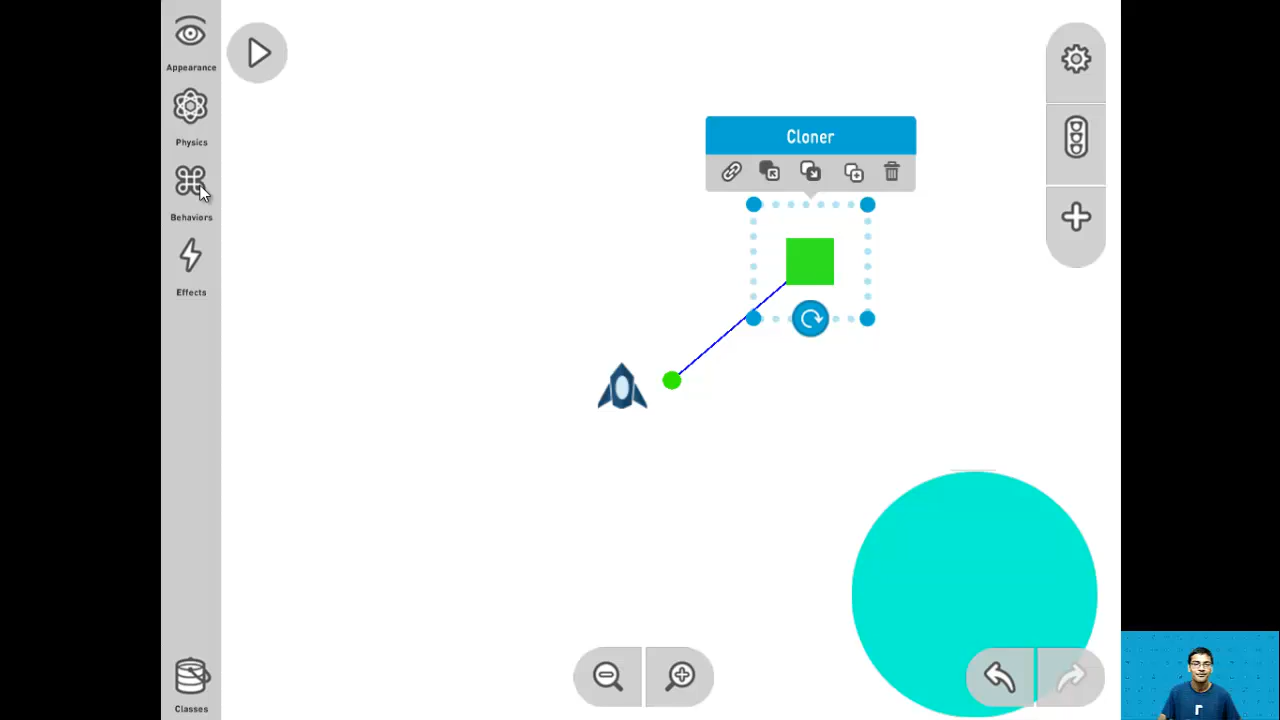 Appearance
Physics
Behaviors
Effects
Classes
Cloner
r